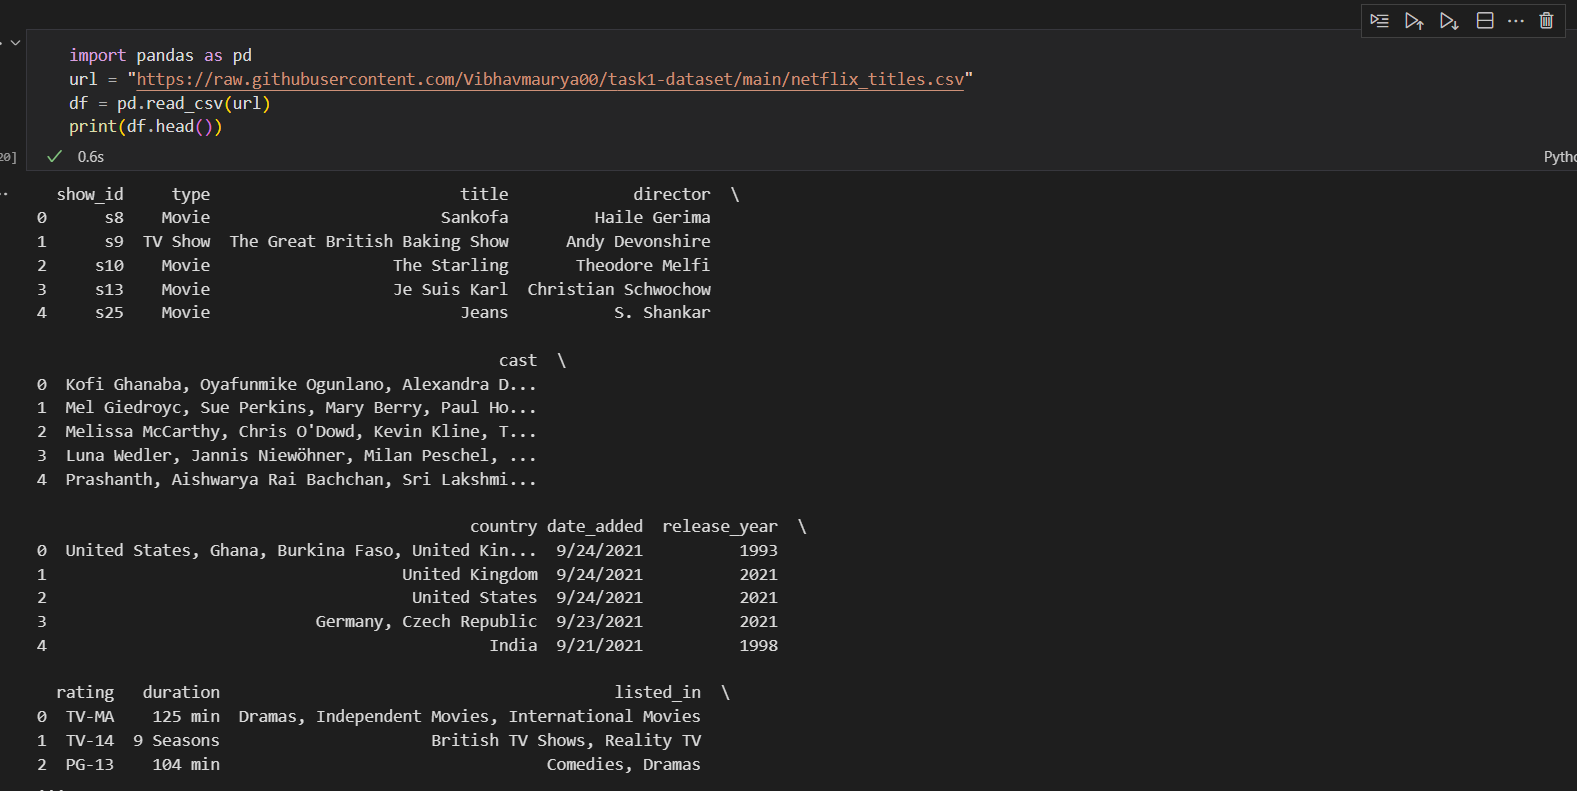 import pandas as pd
url = "https://raw.githubusercontent.com/Vibhavmaurya00/task1-dataset/main/netflix_titles.csv"
df = pd.read_csv(url)
print(df.head())
20] 0.6s
show_id type title director \
0 s8 Movie Sankofa Haile Gerima
1 s9 TV Show The Great British Baking Show Andy Devonshire
2 s10 Movie The Starling Theodore Melfi
3 s13 Movie Je Suis Karl Christian Schwochow
4 s25 Movie Jeans S. Shankar
cast \
0 Kofi Ghanaba, Oyafunmike Ogunlano, Alexandra D...
1 Mel Giedroyc, Sue Perkins, Mary Berry, Paul Ho...
2 Melissa McCarthy, Chris O'Dowd, Kevin Kline, T...
3 Luna Wedler, Jannis Niewöhner, Milan Peschel, ...
4 Prashanth, Aishwarya Rai Bachchan, Sri Lakshmi...
country date_added release_year \
0 United States, Ghana, Burkina Faso, United Kin... 9/24/2021 1993
1 United Kingdom 9/24/2021 2021
2 United States 9/24/2021 2021
3 Germany, Czech Republic 9/23/2021 2021
4 India 9/21/2021 1998
rating duration listed_in \
0 TV-MA 125 min Dramas, Independent Movies, International Movies
1 TV-14 9 Seasons British TV Shows, Reality TV
2 PG-13 104 min Comedies, Dramas
...